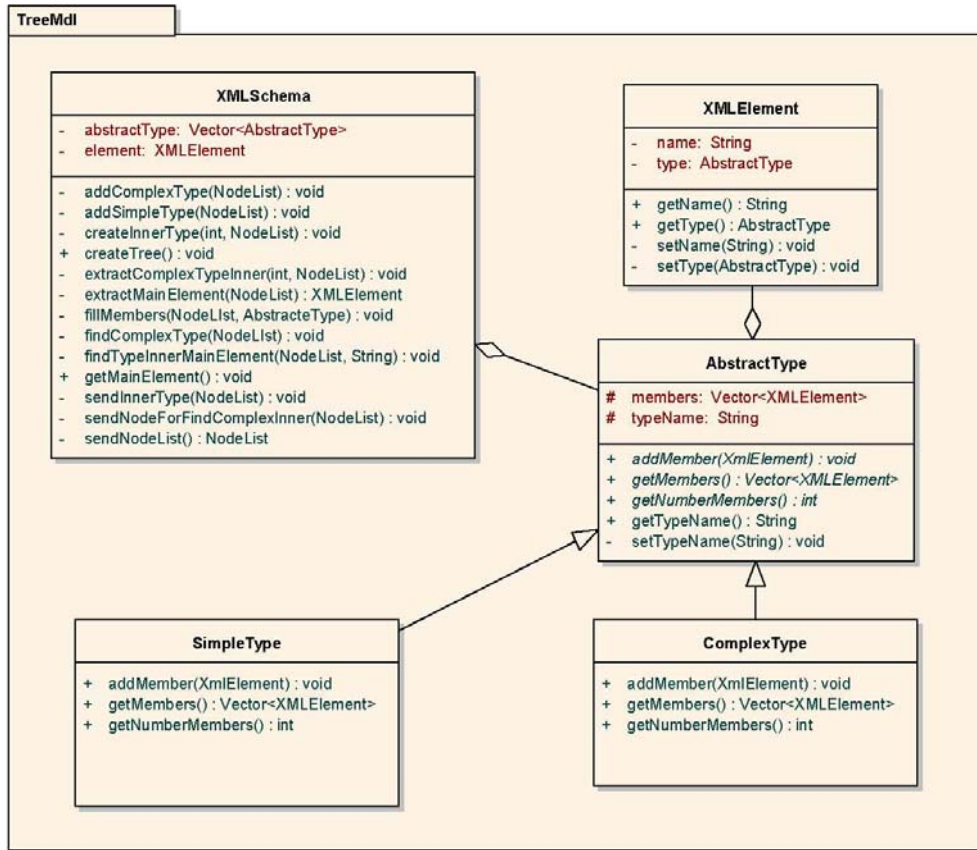 TreeMdl
XMLSchema
- abstractType: Vector<AbstractType>
- element: XMLElement
- addComplexType(NodeList) : void
- addSimpleType(NodeList) : void
- createInnerType(int, NodeList) : void
+ createTree() : void
- extractComplexTypeInner(int, NodeList) : void
- extractMainElement(NodeList) : XMLElement
- fillMembers(NodeLIst, AbstracteType) : void
- findComplexType(NodeLIst) : void
- findTypeInnerMainElement(NodeList, String) : void
+ getMainElement() : void
- sendInnerType() : void
- sendNodeForFindComplexInner(NodeList) : void
- sendNodeList() : NodeList
XMLElement
- name: String
- type: AbstractType
+ getName() : String
+ getType() : AbstractType
- setName(String) : void
- setType(AbstractType) : void
AbstractType
# members: Vector<XMLElement>
# typeName: String
+ addMember(XmlElement) : void
+ getMembers() : Vector<XMLElement>
+ getNumberMembers() : int
+ getTypeName() : String
- setTypeName(String) : void
SimpleType
+ addMember(XmlElement) : void
+ getMembers() : Vector<XMLElement>
+ getNumberMembers() : int
ComplexType
+ addMember(XmlElement) : void
+ getMembers() : Vector<XMLElement>
+ getNumberMembers() : int